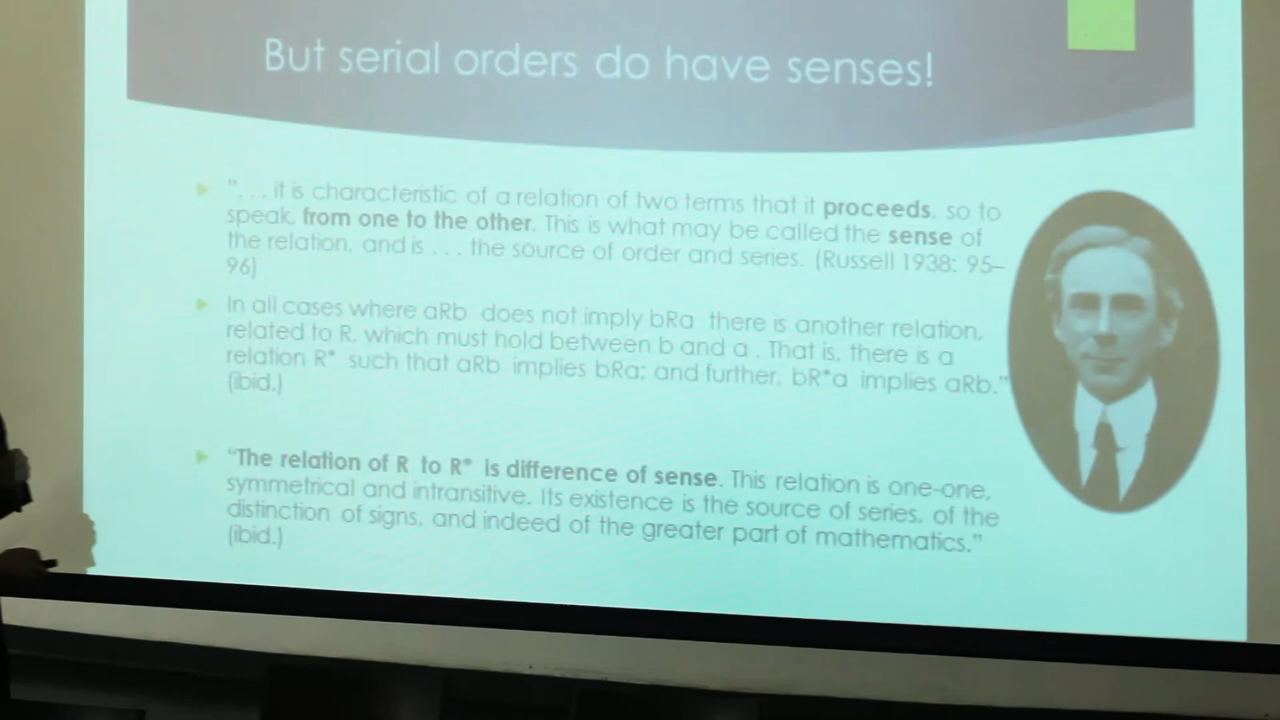 But serial orders do have senses!
"... it is characteristic of a relation of two terms that it proceeds, so to
speak, from one to the other. This is what may be called the sense of
the relation, and is ... the source of order and series. (Russell 1938: 95–
96)
In all cases where aRb does not imply bRa there is another relation,
related to R, which must hold between b and a . That is, there is a
relation R* such that aRb implies bRa; and further, bR*a implies aRb."
(ibid.)
"The relation of R to R* is difference of sense. This relation is one-one,
symmetrical and intransitive. Its existence is the source of series, of the
distinction of signs, and indeed of the greater part of mathematics."
(ibid.)